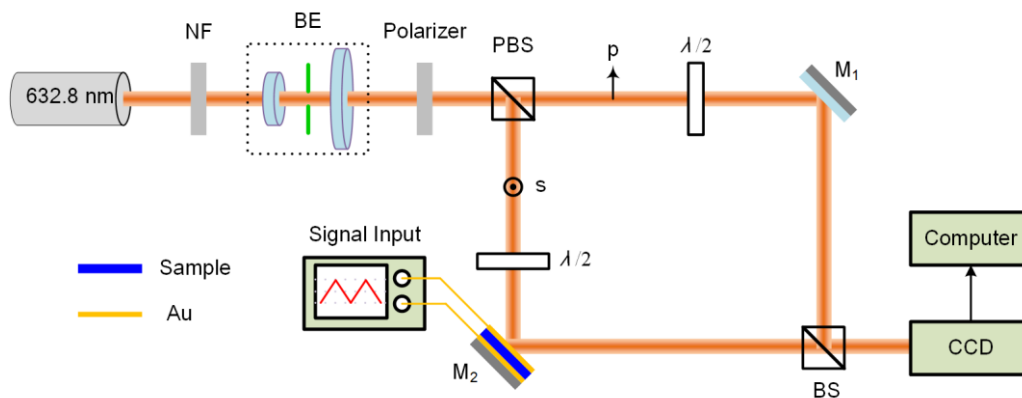 NF
BE
Polarizer
PBS
p
λ/2
M₁
632.8 nm
s
Signal Input
λ/2
Sample
Au
Computer
M₂
CCD
BS